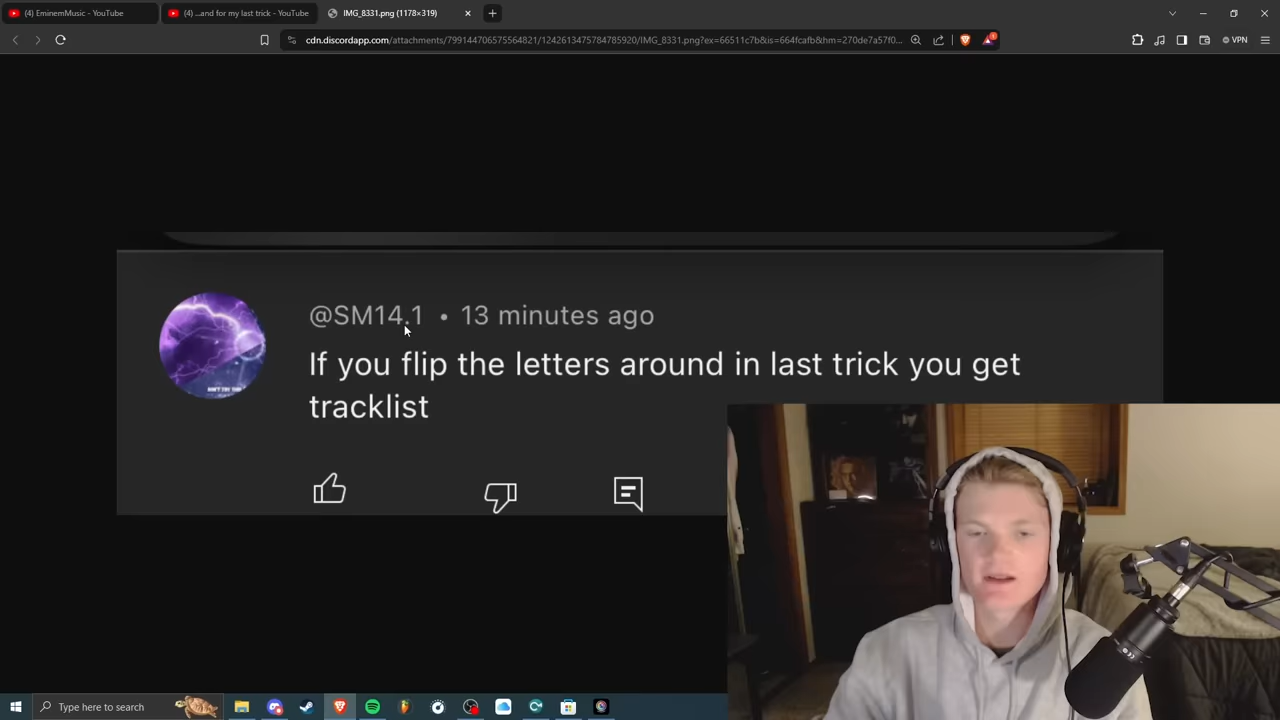 (4) EminemMusic - YouTube
(4) ...and for my last trick - YouTube
IMG_8331.png (1178×319)
cdn.discordapp.com/attachments/799144706575564821/1242613475784785920/IMG_8331.png?ex=66511c7b&is=664fcafb&hm=270de7a57f0...
VPN
@SM14.1 • 13 minutes ago
If you flip the letters around in last trick you get
tracklist
Type here to search